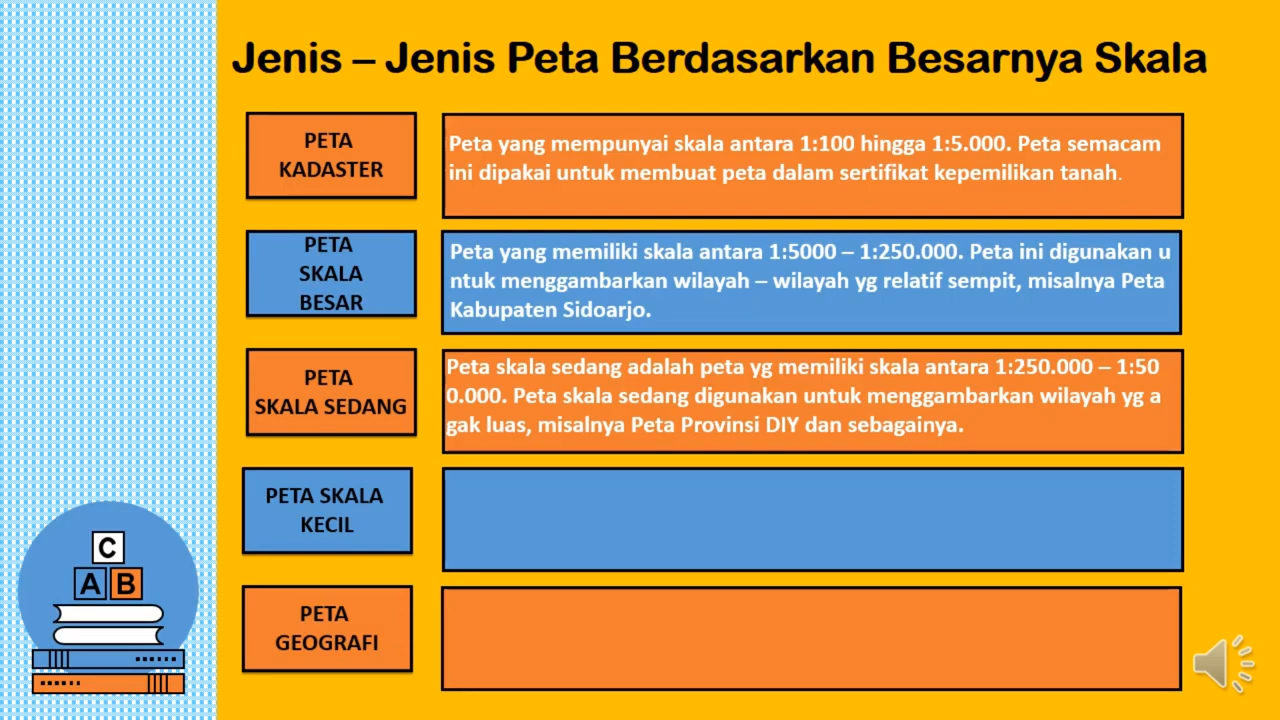 Jenis – Jenis Peta Berdasarkan Besarnya Skala
PETA
KADASTER
Peta yang mempunyai skala antara 1:100 hingga 1:5.000. Peta semacam
ini dipakai untuk membuat peta dalam sertifikat kepemilikan tanah.
PETA
SKALA
BESAR
Peta yang memiliki skala antara 1:5000 – 1:250.000. Peta ini digunakan u
ntuk menggambarkan wilayah – wilayah yg relatif sempit, misalnya Peta
Kabupaten Sidoarjo.
PETA
SKALA SEDANG
Peta skala sedang adalah peta yg memiliki skala antara 1:250.000 – 1:50
0.000. Peta skala sedang digunakan untuk menggambarkan wilayah yg a
gak luas, misalnya Peta Provinsi DIY dan sebagainya.
PETA SKALA
KECIL
PETA
GEOGRAFI
C
A B